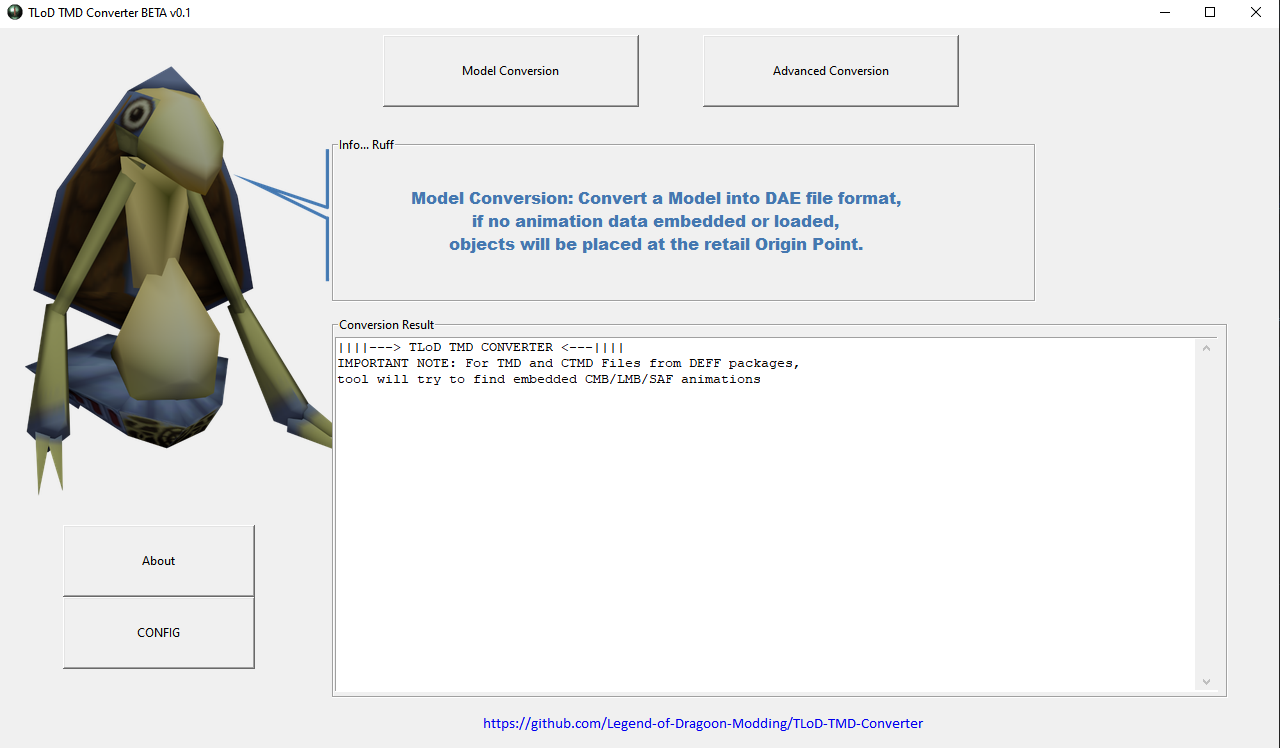 TLoD TMD Converter BETA v0.1
Model Conversion
Advanced Conversion
Info... Ruff
Model Conversion: Convert a Model into DAE file format,
if no animation data embedded or loaded,
objects will be placed at the retail Origin Point.
Conversion Result
||||---> TLoD TMD CONVERTER <---||||
IMPORTANT NOTE: For TMD and CTMD Files from DEFF packages,
tool will try to find embedded CMB/LMB/SAF animations
About
CONFIG
https://github.com/Legend-of-Dragoon-Modding/TLoD-TMD-Converter